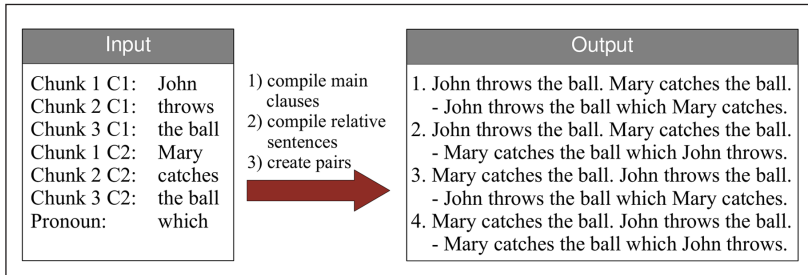 Input
Chunk 1 C1: John
Chunk 2 C1: throws
Chunk 3 C1: the ball
Chunk 1 C2: Mary
Chunk 2 C2: catches
Chunk 3 C2: the ball
Pronoun: which
1) compile main
clauses
2) compile relative
sentences
3) create pairs
Output
1. John throws the ball. Mary catches the ball.
- John throws the ball which Mary catches.
2. John throws the ball. Mary catches the ball.
- Mary catches the ball which John throws.
3. Mary catches the ball. John throws the ball.
- John throws the ball which Mary catches.
4. Mary catches the ball. John throws the ball.
- Mary catches the ball which John throws.